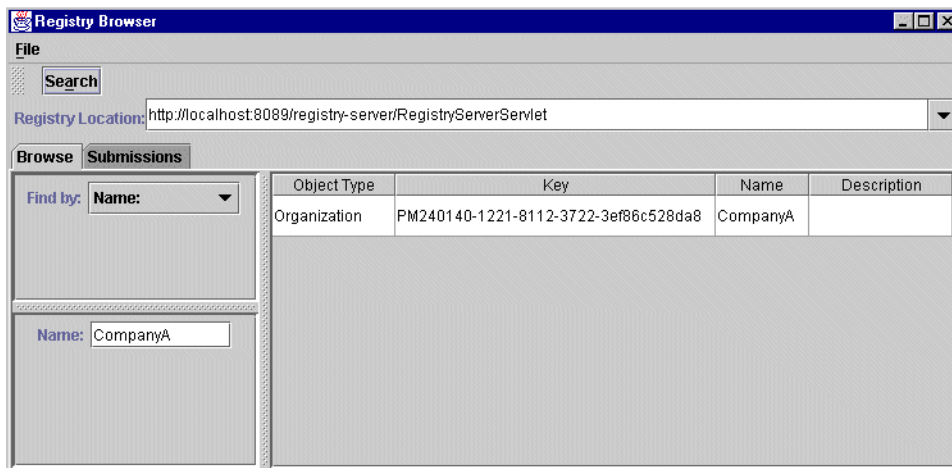 Registry Browser
File
Search
Registry Location: http://localhost:8089/registry-server/RegistryServerServlet
Browse Submissions
Find by: Name:
Object Type Key Name Description
Organization PM240140-1221-8112-3722-3ef86c528da8 CompanyA
Name: CompanyA